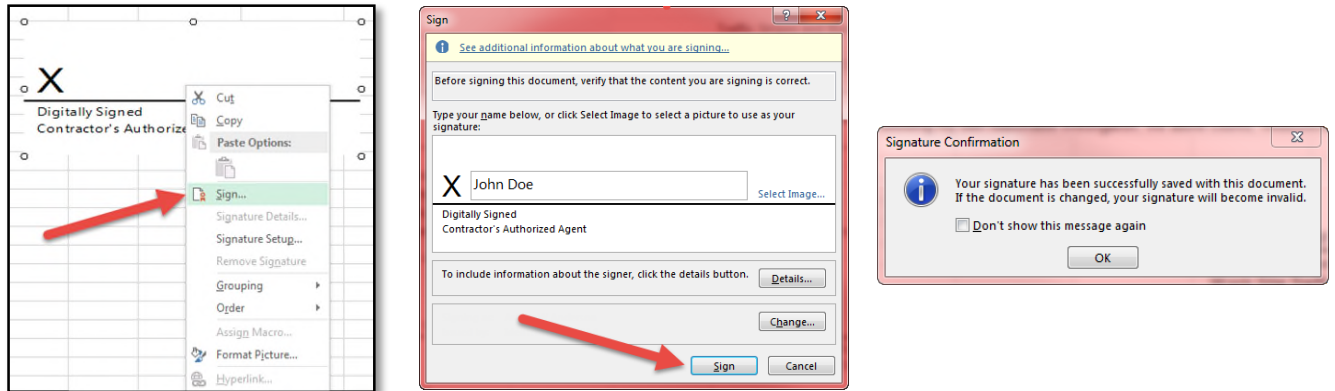 X
Digitally Signed
Contractor's Authorize
Cut
Copy
Paste Options:
Sign...
Signature Details...
Signature Setup...
Remove Signature
Grouping
Order
Assign Macro...
Format Picture...
Hyperlink...
Sign
See additional information about what you are signing...
Before signing this document, verify that the content you are signing is correct.
Type your name below, or click Select Image to select a picture to use as your
signature:
X John Doe
Select Image...
Digitally Signed
Contractor's Authorized Agent
To include information about the signer, click the details button.
Details...
Change...
Sign Cancel
Signature Confirmation
Your signature has been successfully saved with this document.
If the document is changed, your signature will become invalid.
Don't show this message again
OK